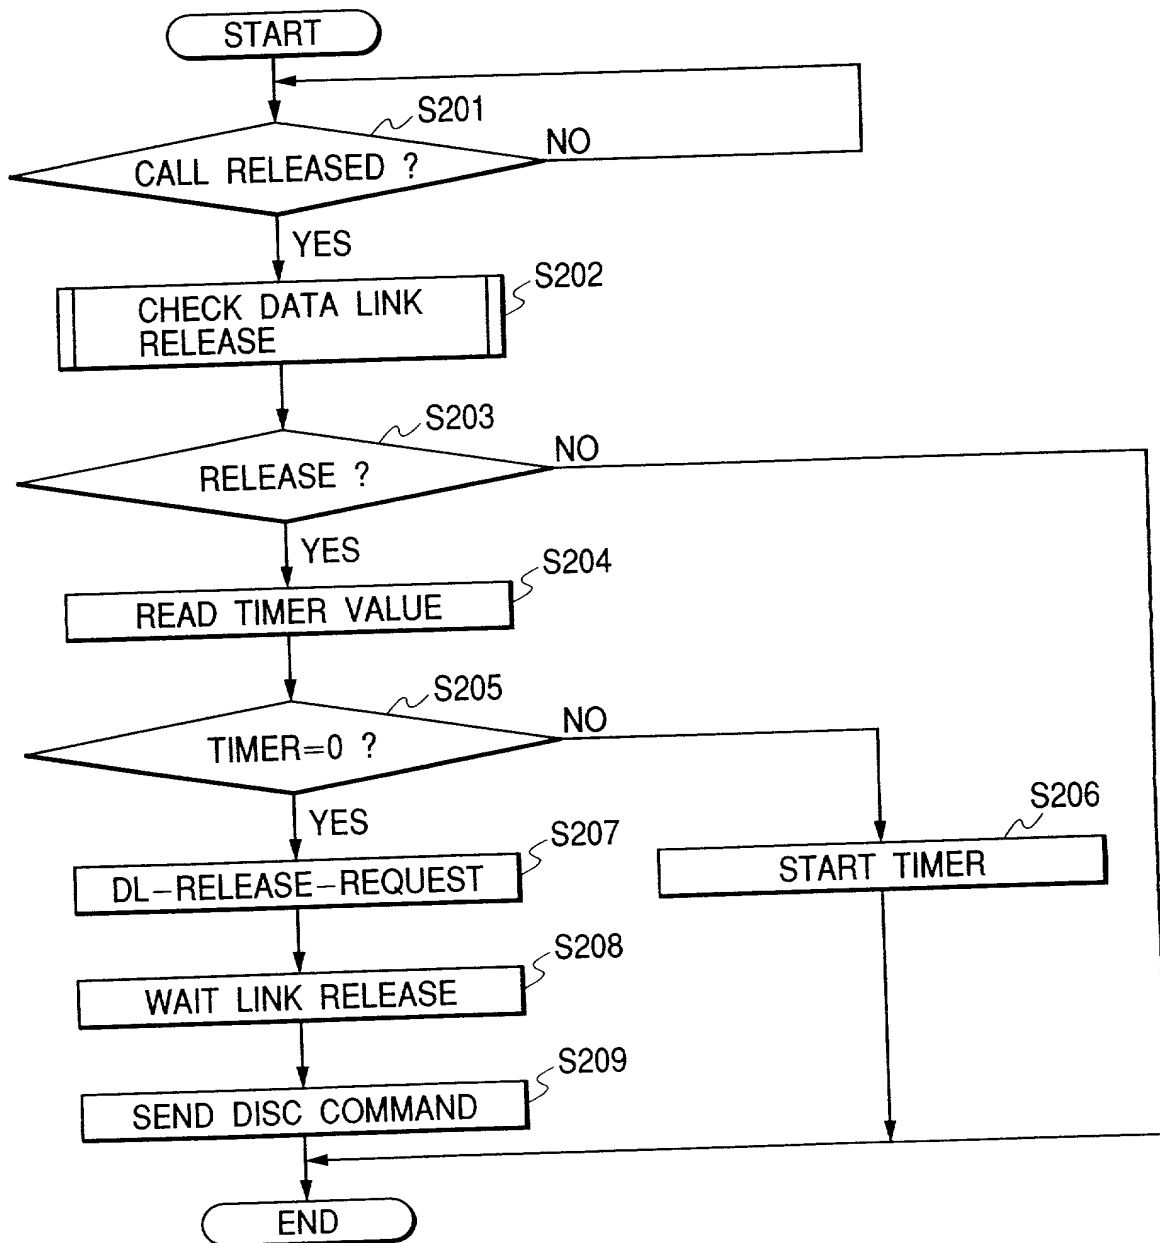 START
S201
NO
CALL RELEASED ?
YES
S202
CHECK DATA LINK
RELEASE
S203
NO
RELEASE ?
YES
S204
READ TIMER VALUE
S205
NO
TIMER=0 ?
YES
S206
START TIMER
S207
DL-RELEASE-REQUEST
S208
WAIT LINK RELEASE
S209
SEND DISC COMMAND
END